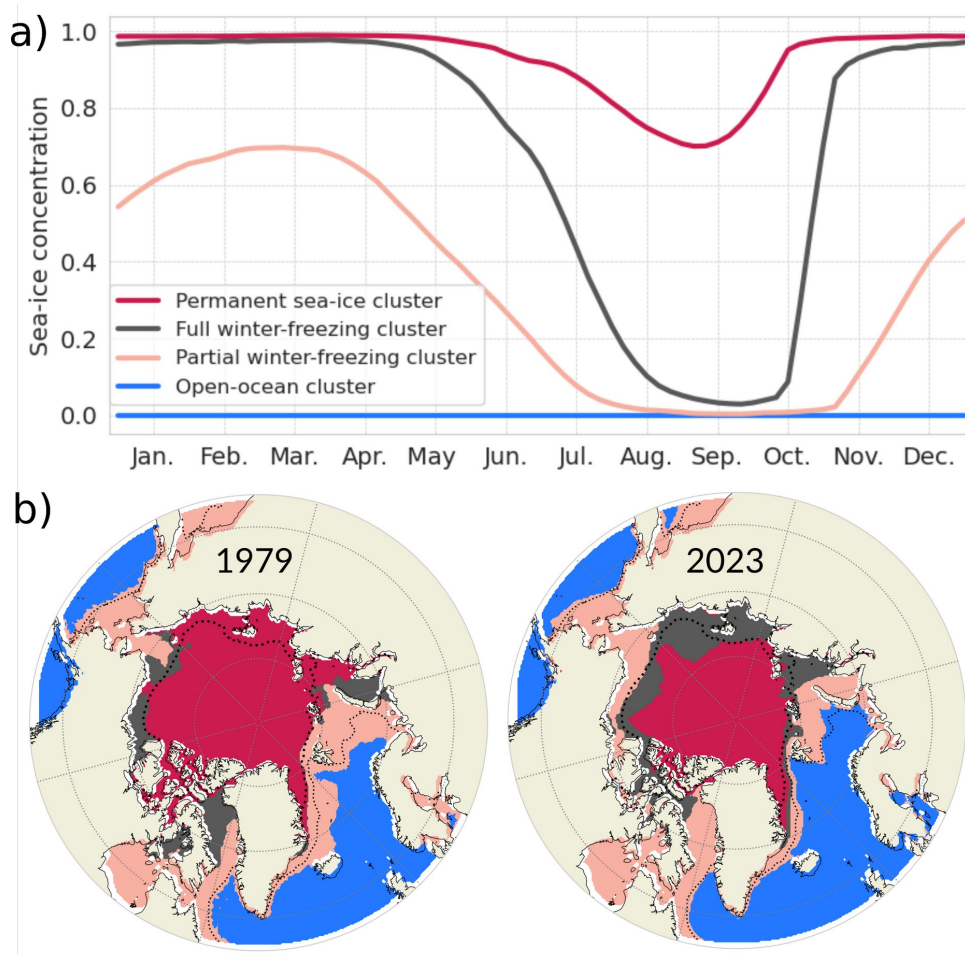 a)
Sea-ice concentration
1.0
0.8
0.6
0.4
0.2
0.0
Permanent sea-ice cluster
Full winter-freezing cluster
Partial winter-freezing cluster
Open-ocean cluster
Jan. Feb. Mar. Apr. May Jun. Jul. Aug. Sep. Oct. Nov. Dec.
b)
1979 2023